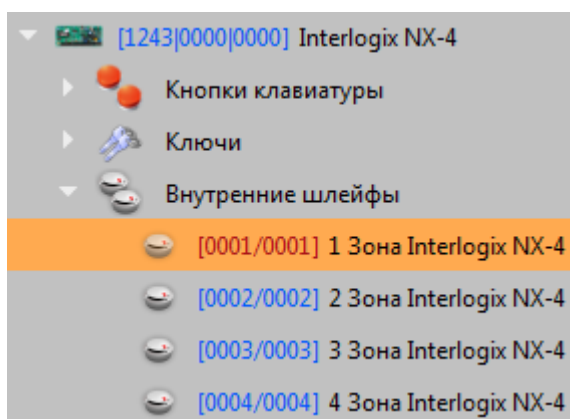 [1243|0000|0000] Interlogix NX-4
Кнопки клавиатуры
Ключи
Внутренние шлейфы
[0001/0001] 1 Зона Interlogix NX-4
[0002/0002] 2 Зона Interlogix NX-4
[0003/0003] 3 Зона Interlogix NX-4
[0004/0004] 4 Зона Interlogix NX-4